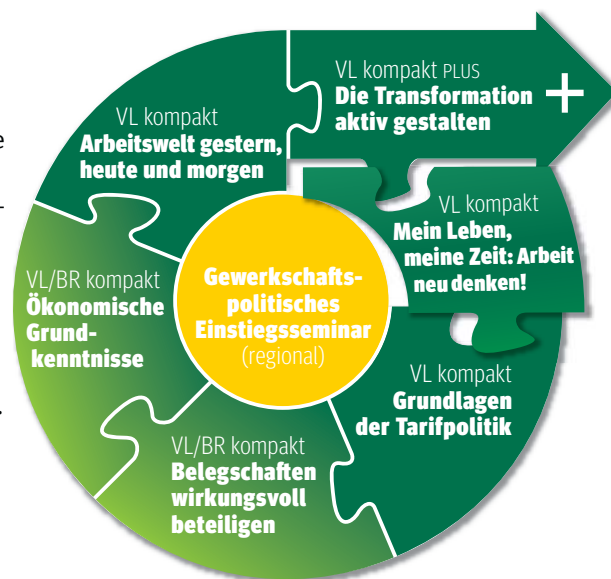 VL kompakt PLUS
Die Transformation
aktiv gestalten
+
VL kompakt
Mein Leben,
meine Zeit: Arbeit
neu denken!
VL kompakt
Grundlagen
der Tarifpolitik
VL/BR kompakt
Belegschaften
wirkungsvoll
beteiligen
VL/BR kompakt
Ökonomische
Grund-
kenntnisse
VL kompakt
Arbeitswelt gestern,
heute und morgen
Gewerkschafts-
politisches
Einstiegsseminar
(regional)